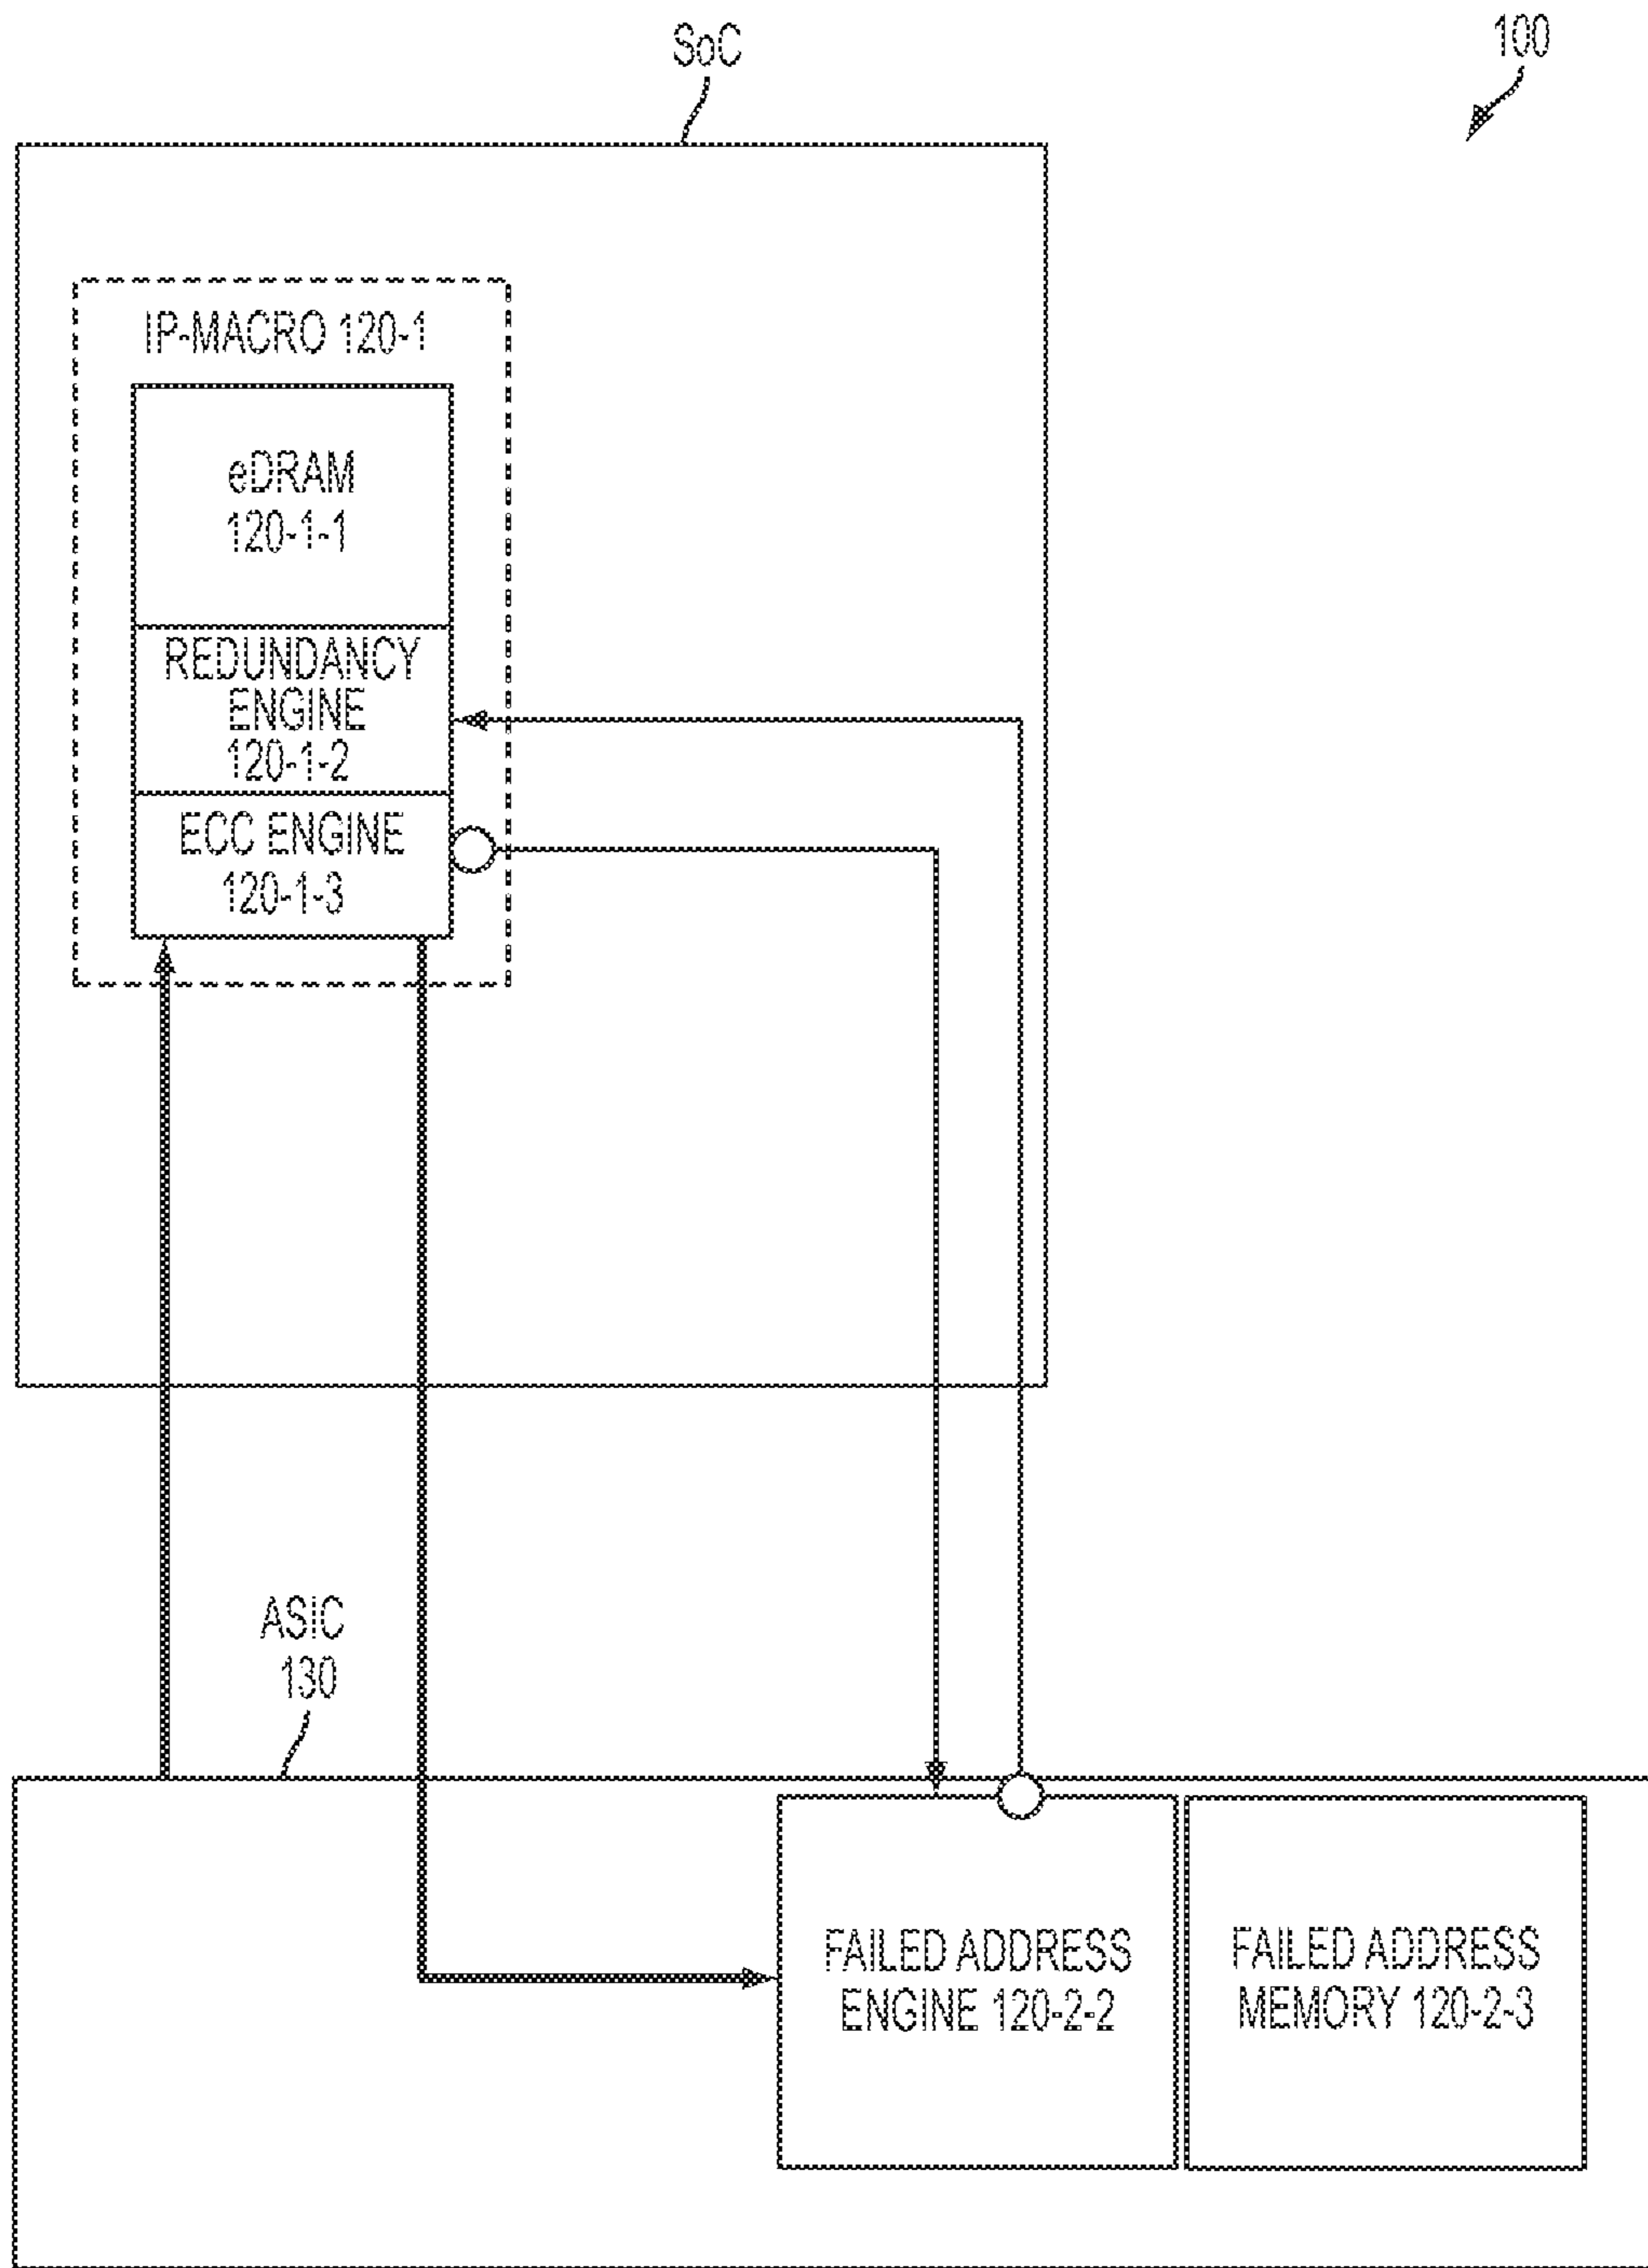 SoC
100
IP-MACRO 120-1
eDRAM
120-1-1
REDUNDANCY
ENGINE
120-1-2
ECC ENGINE
120-1-3
ASIC
130
FAILED ADDRESS
ENGINE 120-2-2
FAILED ADDRESS
MEMORY 120-2-3